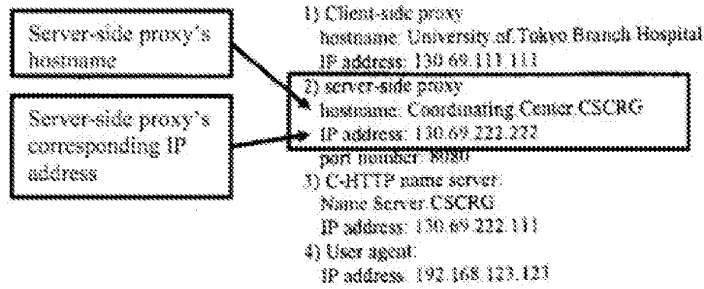 Server-side proxy's
hostname
Server-side proxy's
corresponding IP
address
1) Client-side proxy
hostname: University of Tokyo Branch Hospital
IP address: 130.69.111.111
2) server-side proxy
hostname: Coordinating Center.CSCRG
IP address: 130.69.222.222
port number: 8080
3) C-HTTP name server:
Name Server.CSCRG
IP address: 130.69.222.111
4) User agent:
IP address: 192.168.123.123